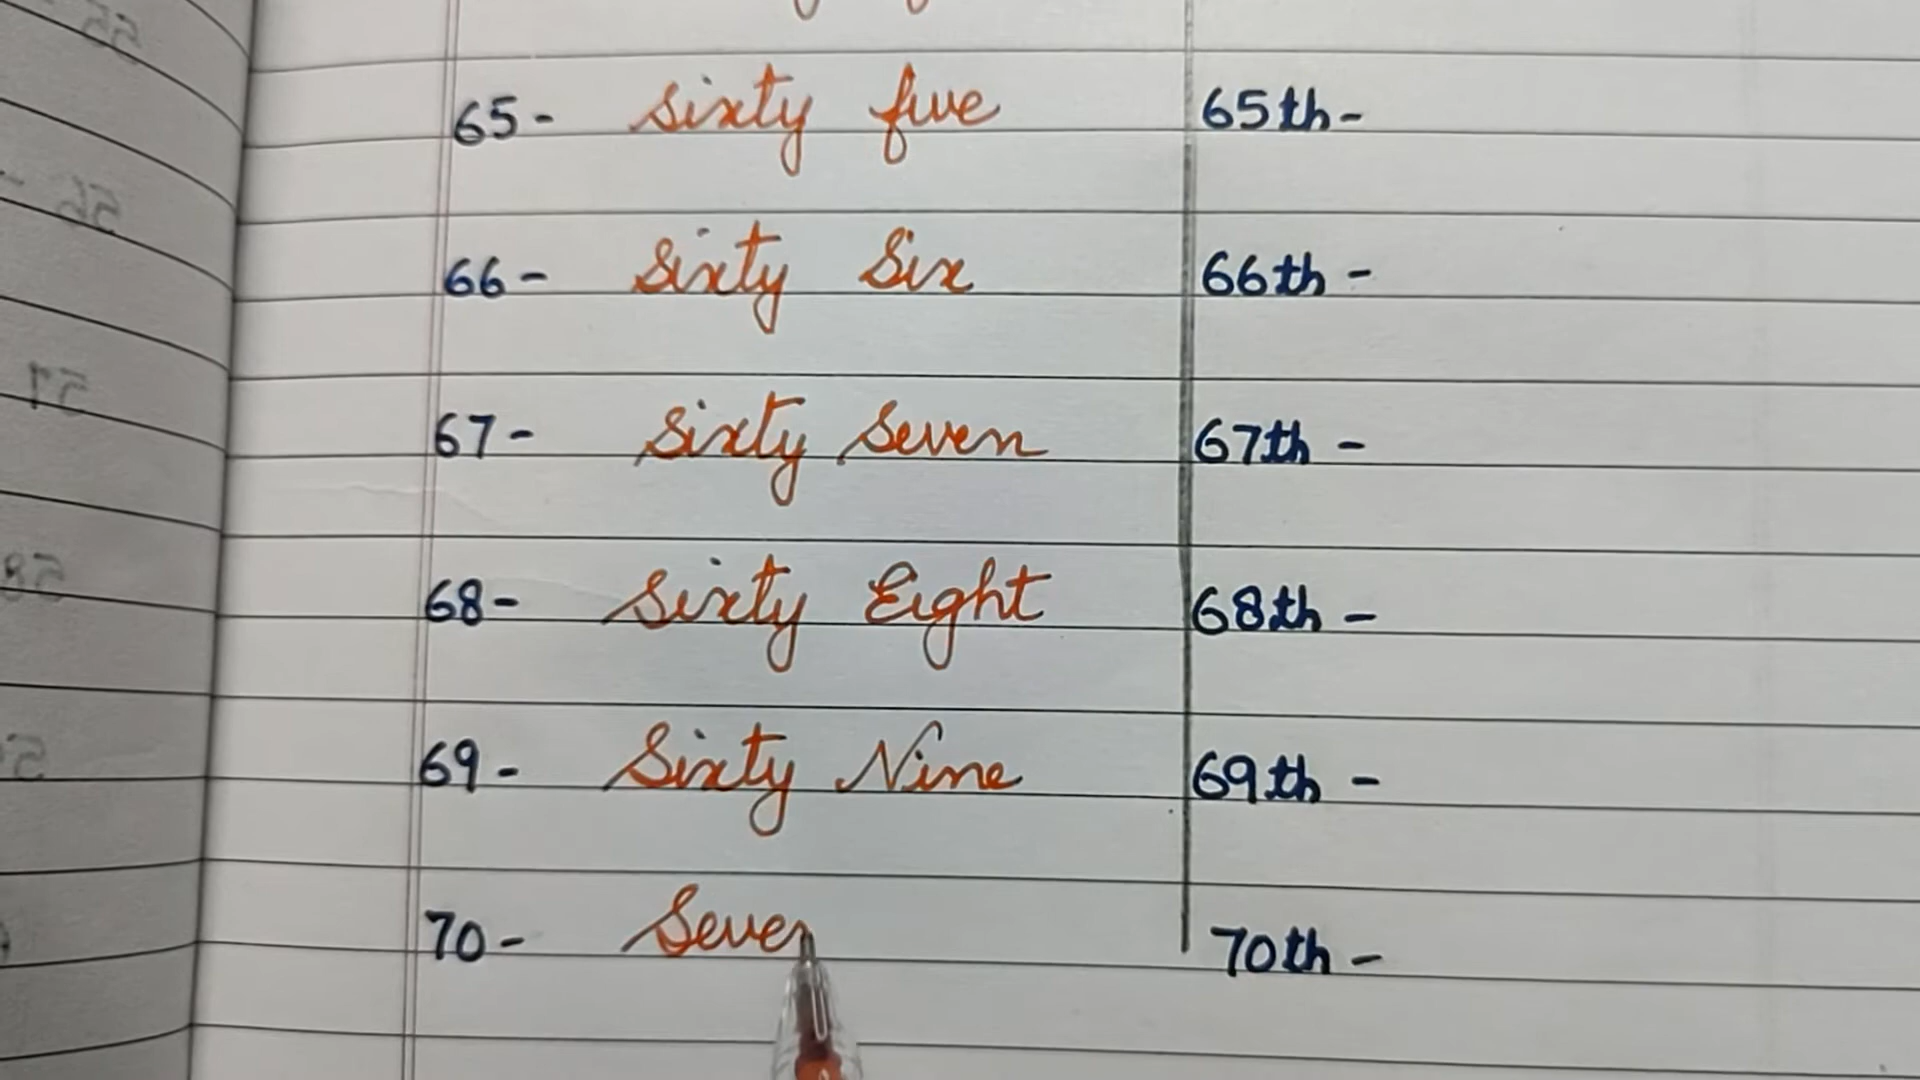 65- sixty five 65th-
66- sixty Six 66th-
67- sixty Seven 67th-
68- sixty Eight 68th-
69- Sixty Nine 69th-
70- Seven 70th-